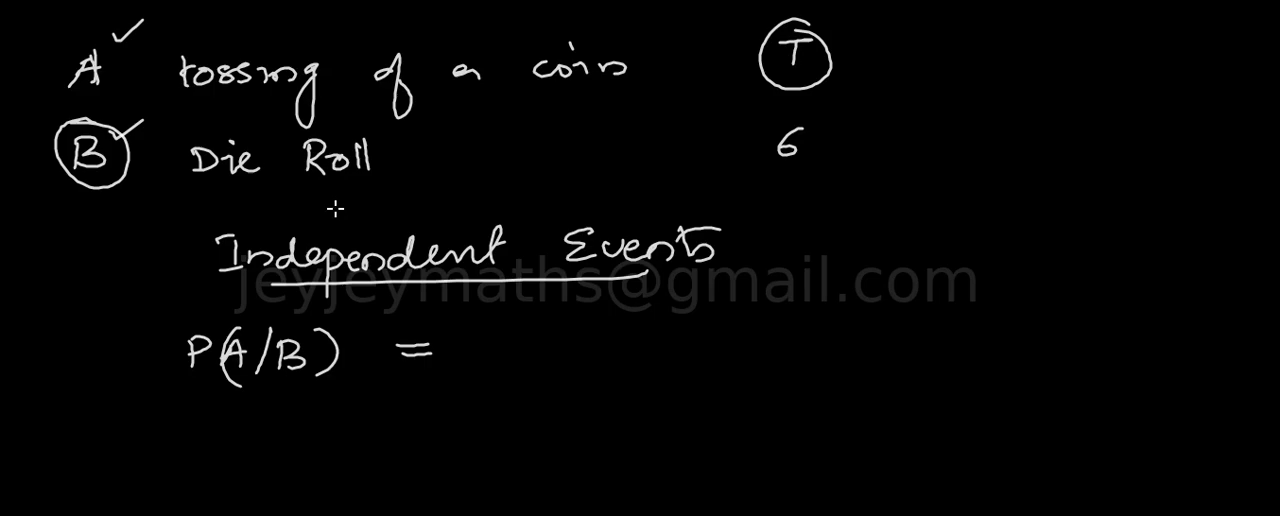 A ✓ tossing of a coin T
B ✓ Die Roll 6
Independent Events
jeyjeymaths@gmail.com
P(A/B) =